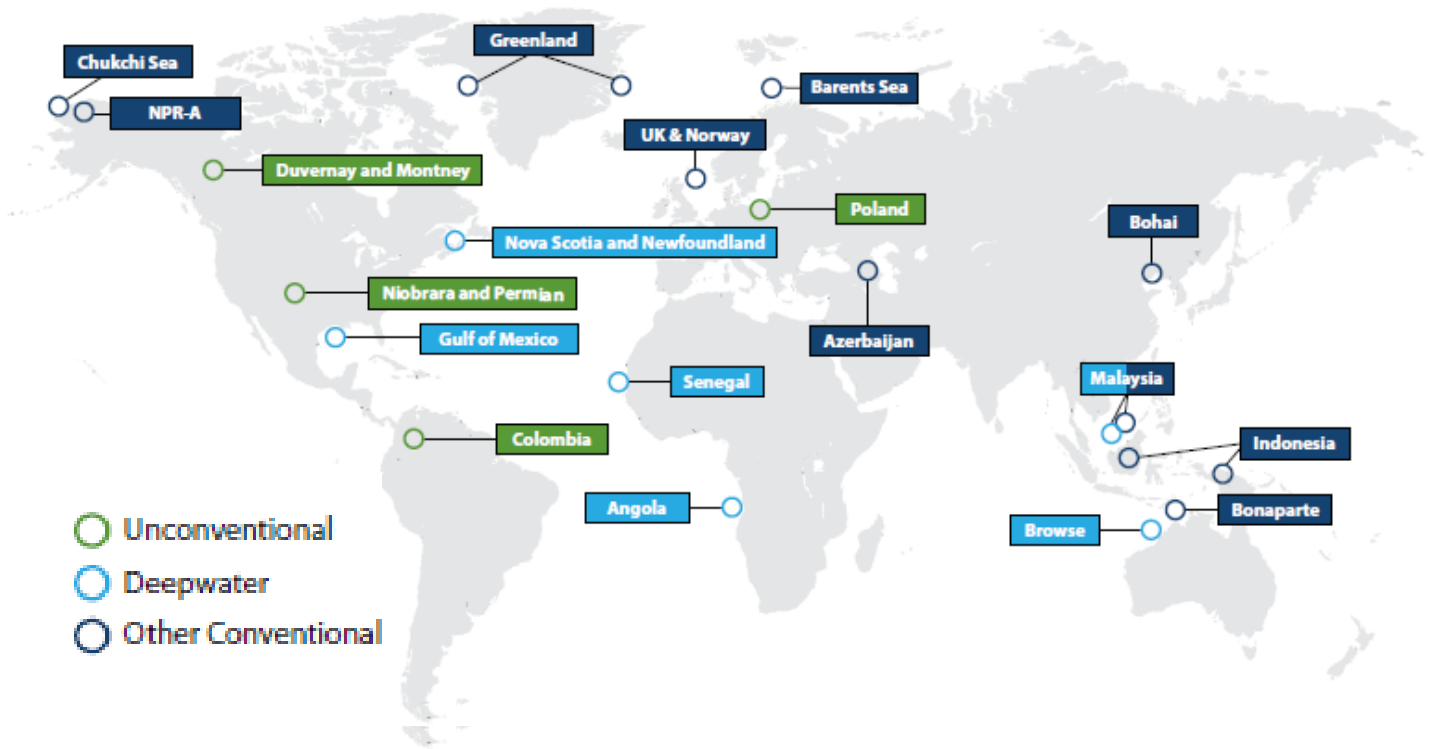 Greenland
Chukchi Sea
Barents Sea
NPR-A
UK & Norway
Duvernay and Montney
Poland
Bohai
Nova Scotia and Newfoundland
Niobrara and Permian
Gulf of Mexico
Azerbaijan
Senegal
Malaysia
Colombia
Indonesia
Angola
Bonaparte
Browse
Unconventional
Deepwater
Other Conventional